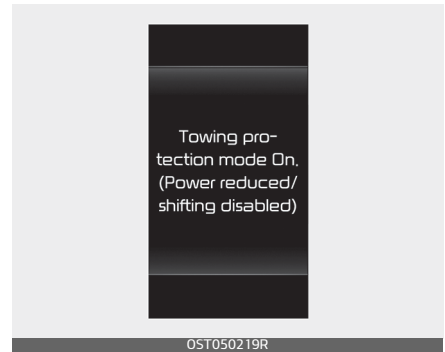 Towing pro-
tection mode On,
(Power reduced/
shifting disabled)
OST050219R